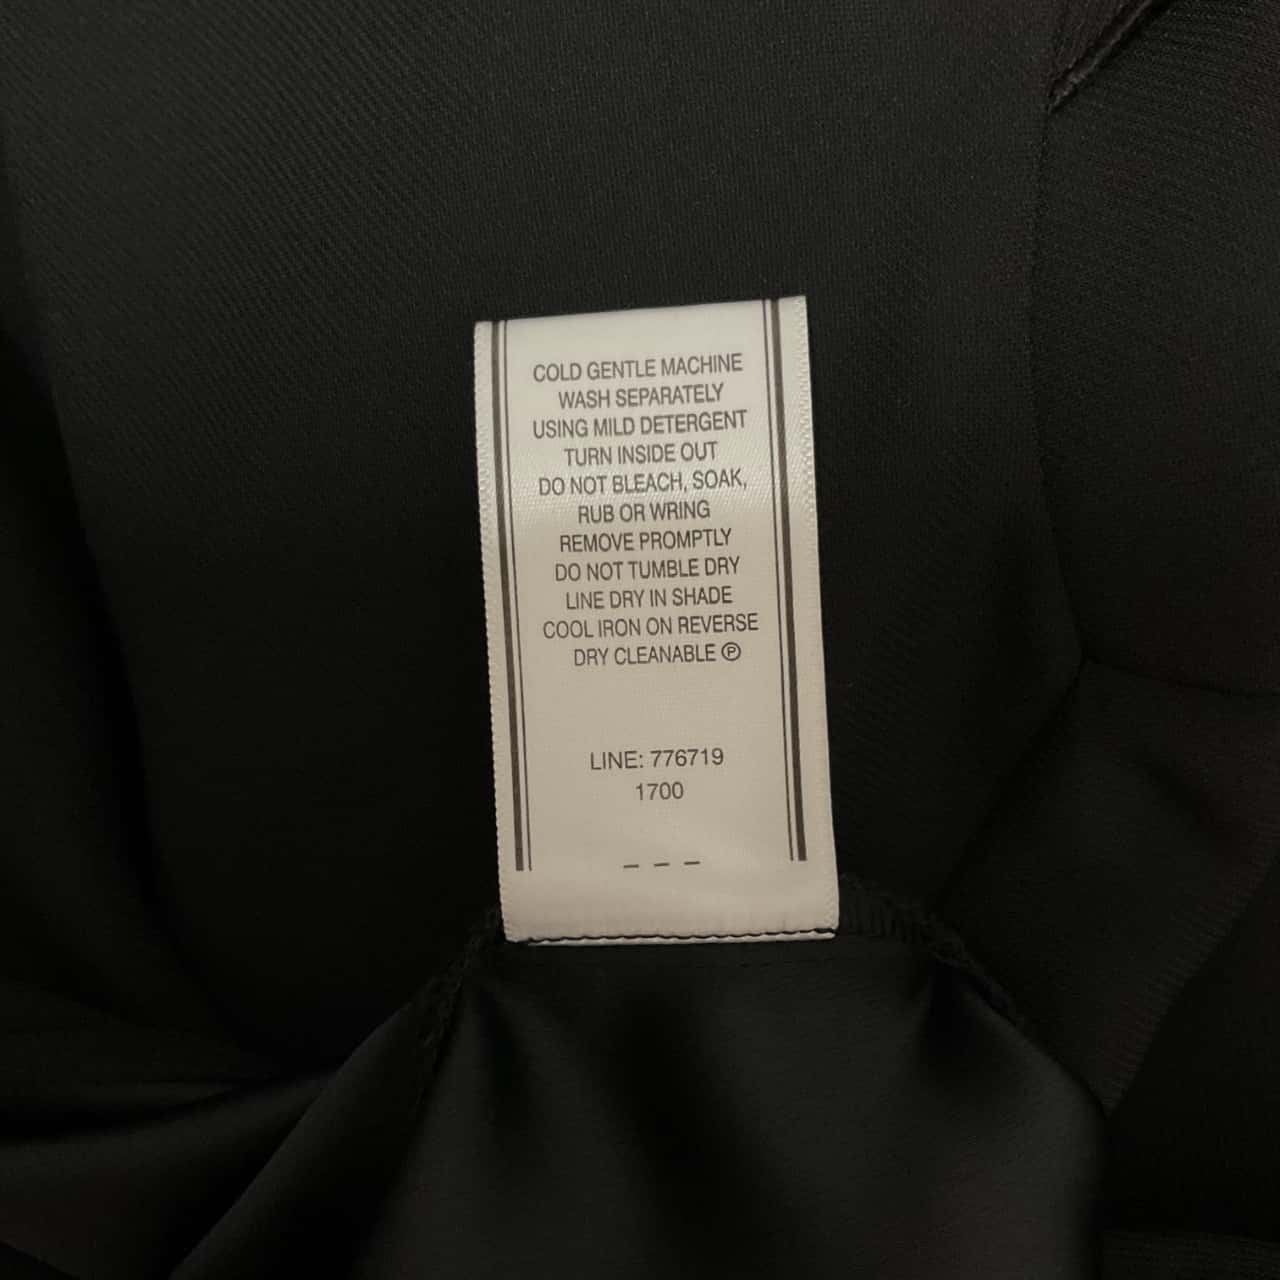 COLD GENTLE MACHINE
WASH SEPARATELY
USING MILD DETERGENT
TURN INSIDE OUT
DO NOT BLEACH, SOAK,
RUB OR WRING
REMOVE PROMPTLY
DO NOT TUMBLE DRY
LINE DRY IN SHADE
COOL IRON ON REVERSE
DRY CLEANABLE Ⓟ
LINE: 776719
1700
– – –